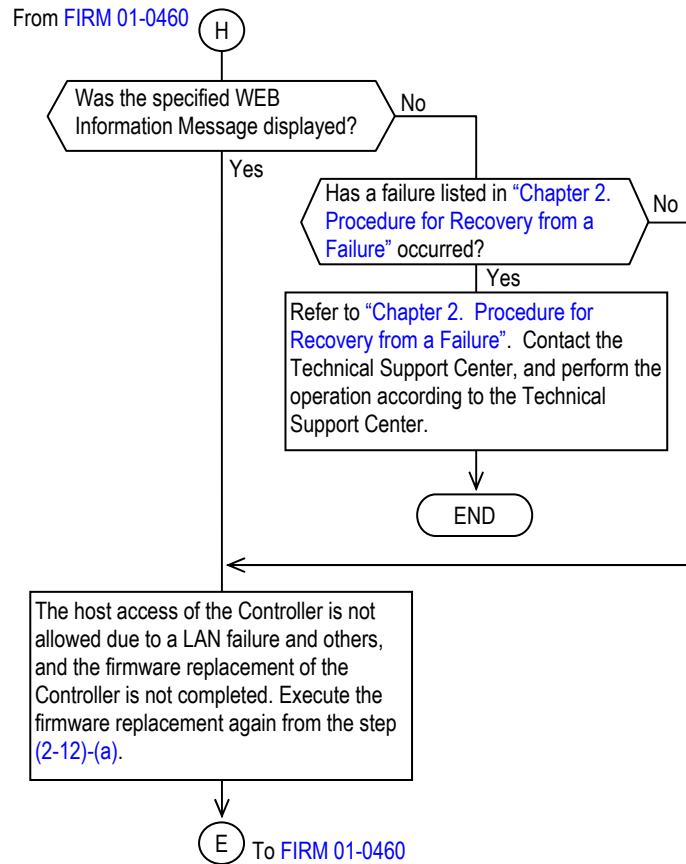 From FIRM 01-0460
H
Was the specified WEB
Information Message displayed?
No
Yes
Has a failure listed in “Chapter 2.
Procedure for Recovery from a
Failure” occurred?
No
Yes
Refer to “Chapter 2. Procedure for
Recovery from a Failure”. Contact the
Technical Support Center, and perform the
operation according to the Technical
Support Center.
END
The host access of the Controller is not
allowed due to a LAN failure and others,
and the firmware replacement of the
Controller is not completed. Execute the
firmware replacement again from the step
(2-12)-(a).
E
To FIRM 01-0460